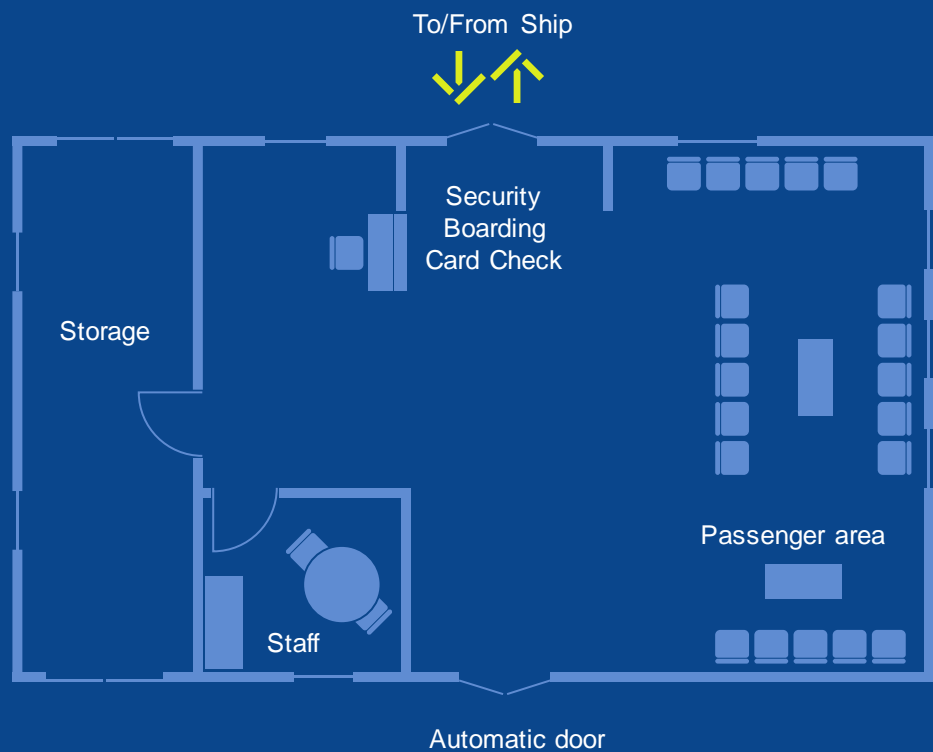 To/From Ship
Security
Boarding
Card Check
Storage
Passenger area
Staff
Automatic door